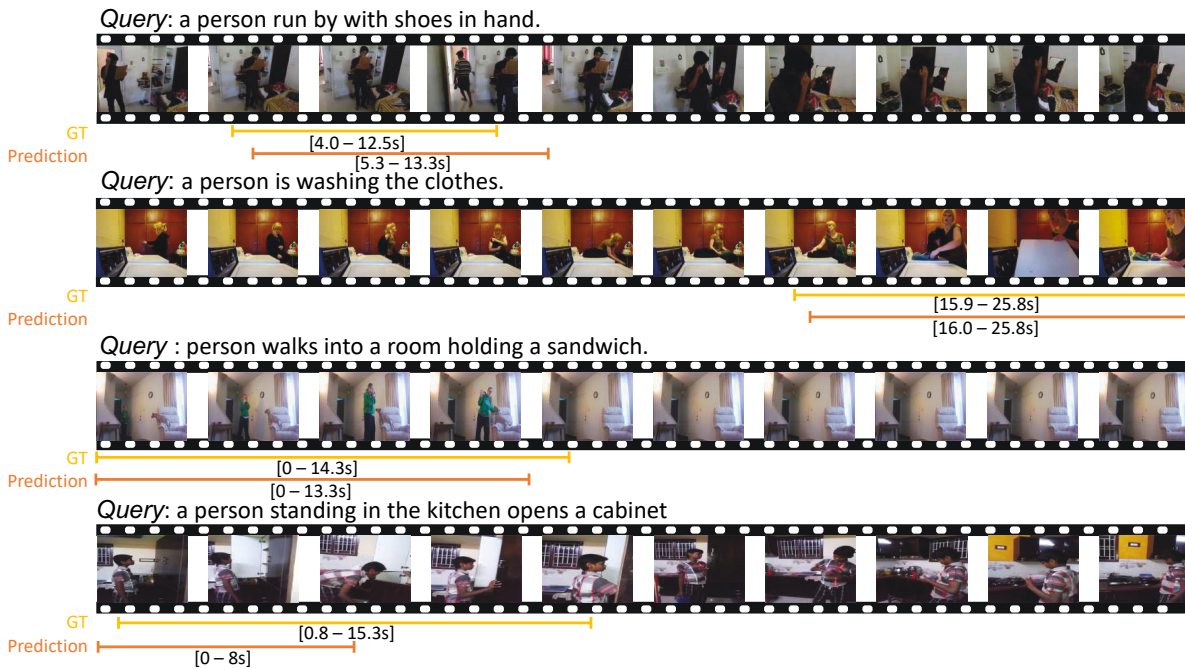 Query: a person run by with shoes in hand.
GT
[4.0 – 12.5s]
Prediction
[5.3 – 13.3s]
Query: a person is washing the clothes.
GT
[15.9 – 25.8s]
Prediction
[16.0 – 25.8s]
Query : person walks into a room holding a sandwich.
GT
[0 – 14.3s]
Prediction
[0 – 13.3s]
Query: a person standing in the kitchen opens a cabinet
GT
[0.8 – 15.3s]
Prediction
[0 – 8s]